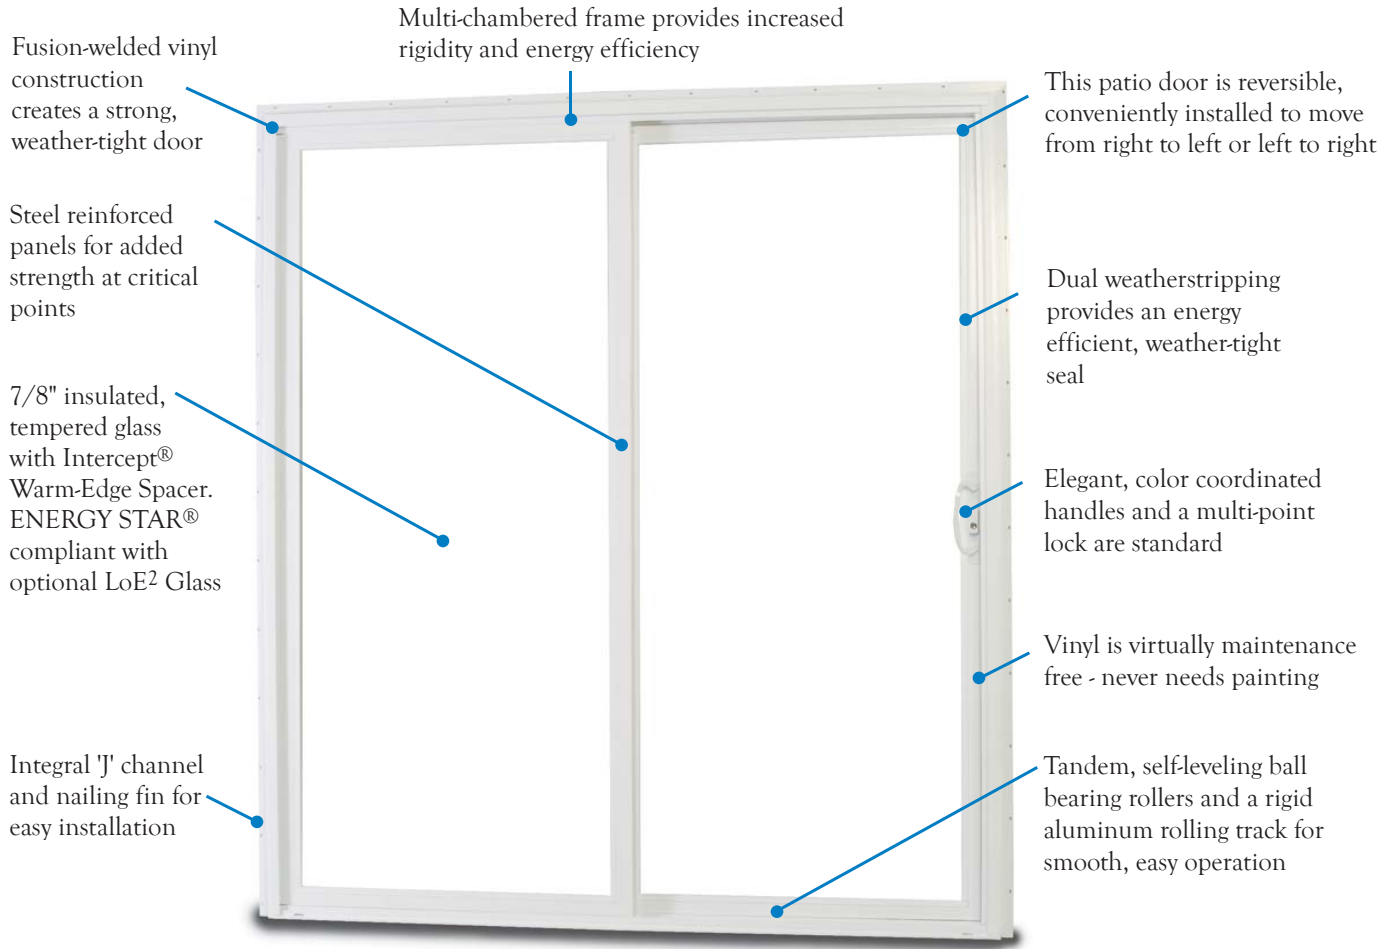 Multi-chambered frame provides increased
rigidity and energy efficiency
Fusion-welded vinyl
construction
creates a strong,
weather-tight door
Steel reinforced
panels for added
strength at critical
points
7/8" insulated,
tempered glass
with Intercept®
Warm-Edge Spacer.
ENERGY STAR®
compliant with
optional LoE² Glass
Integral 'J' channel
and nailing fin for
easy installation
This patio door is reversible,
conveniently installed to move
from right to left or left to right
Dual weatherstripping
provides an energy
efficient, weather-tight
seal
Elegant, color coordinated
handles and a multi-point
lock are standard
Vinyl is virtually maintenance
free - never needs painting
Tandem, self-leveling ball
bearing rollers and a rigid
aluminum rolling track for
smooth, easy operation